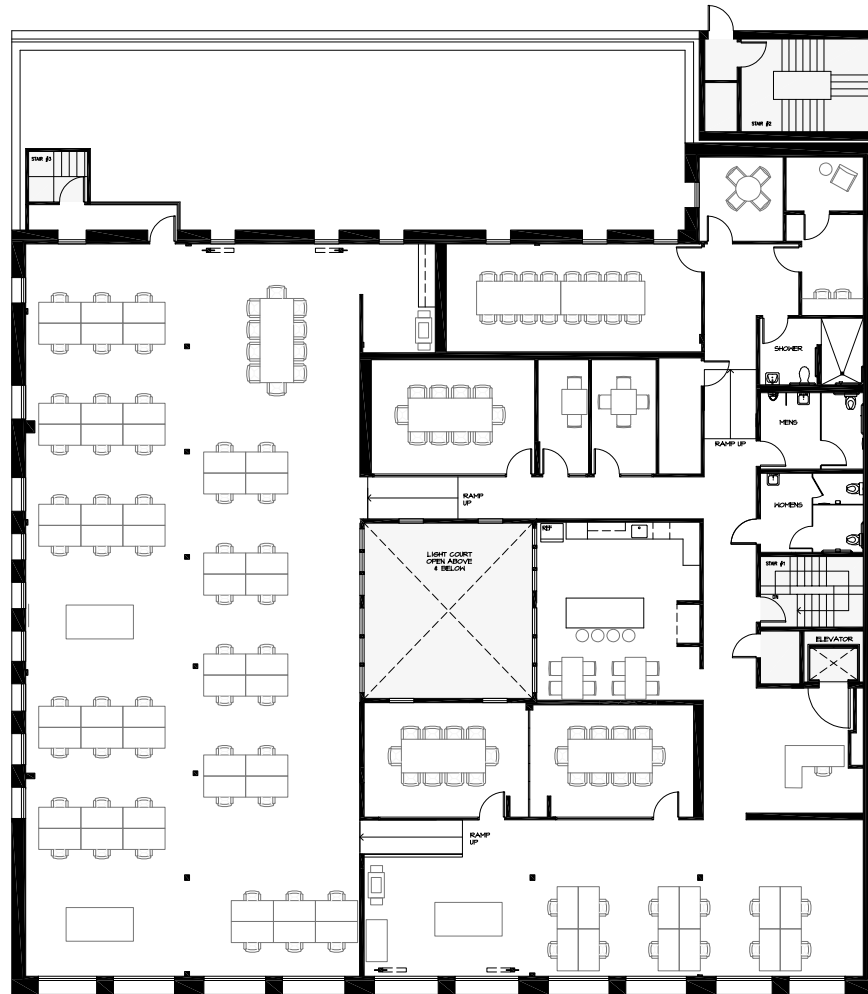 STAIR #2
STAIR #3
SHOWER
MENS
RAMP UP
RAMP
UP
WOMENS
LIGHT COURT
OPEN ABOVE
& BELOW
REF
STAIR #1
DN
ELEVATOR
RAMP
UP